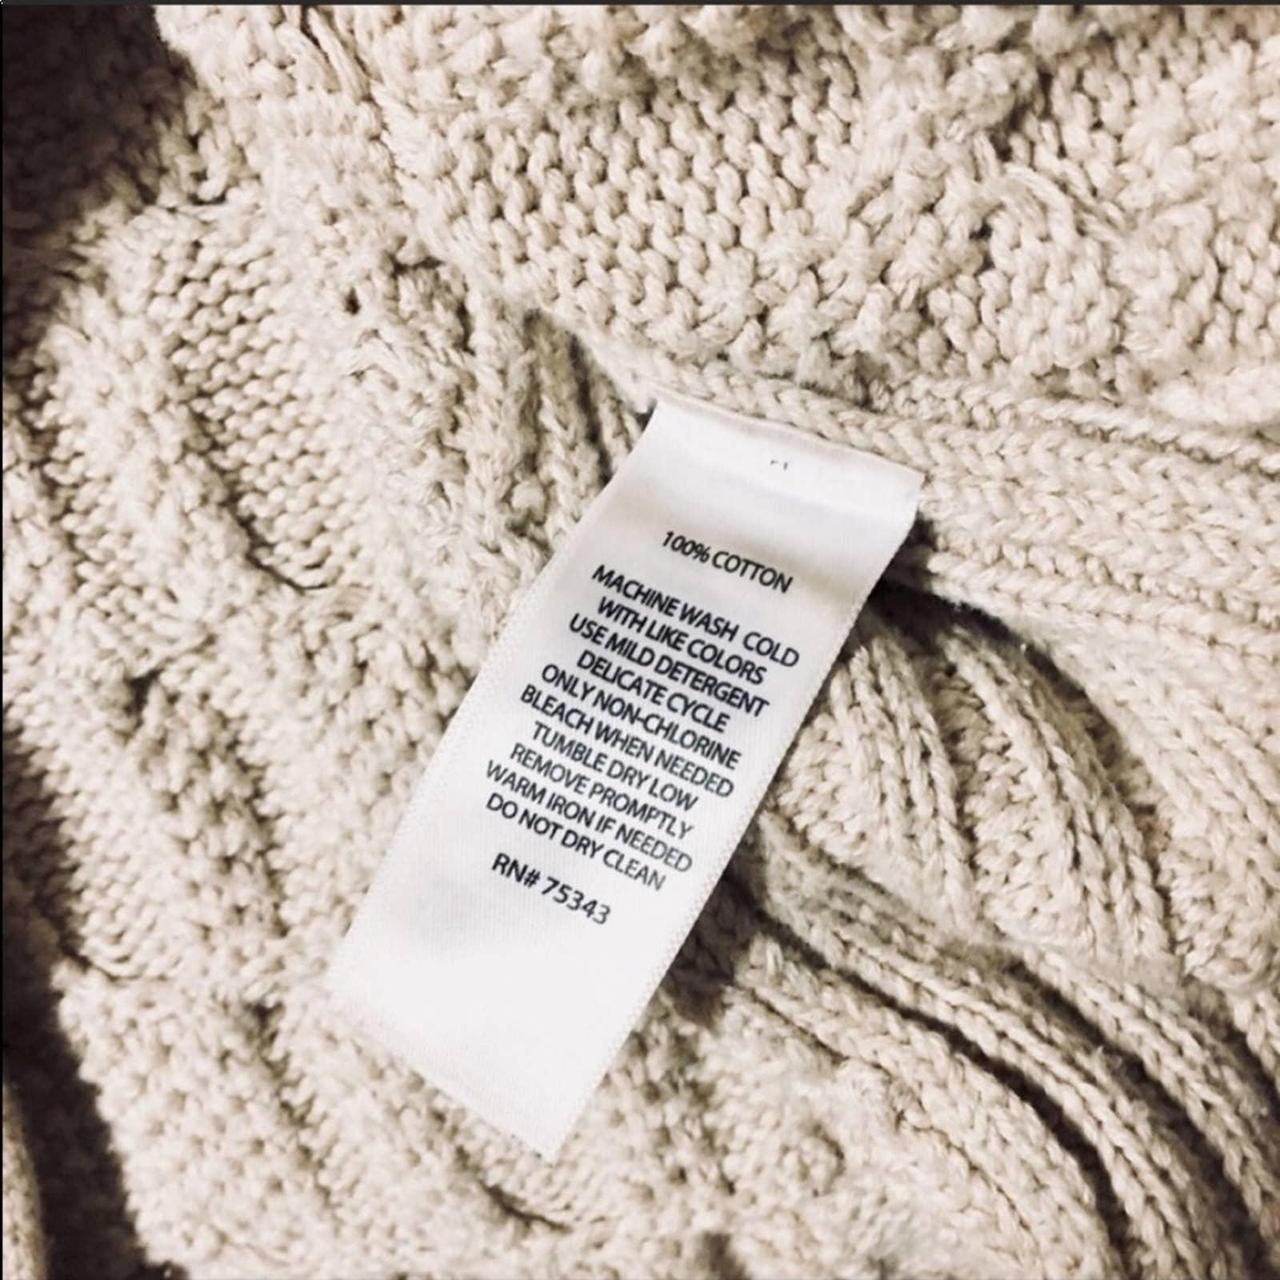 100% COTTON
MACHINE WASH COLD
WITH LIKE COLORS
USE MILD DETERGENT
DELICATE CYCLE
ONLY NON-CHLORINE
BLEACH WHEN NEEDED
TUMBLE DRY LOW
REMOVE PROMPTLY
WARM IRON IF NEEDED
DO NOT DRY CLEAN
RN# 75343